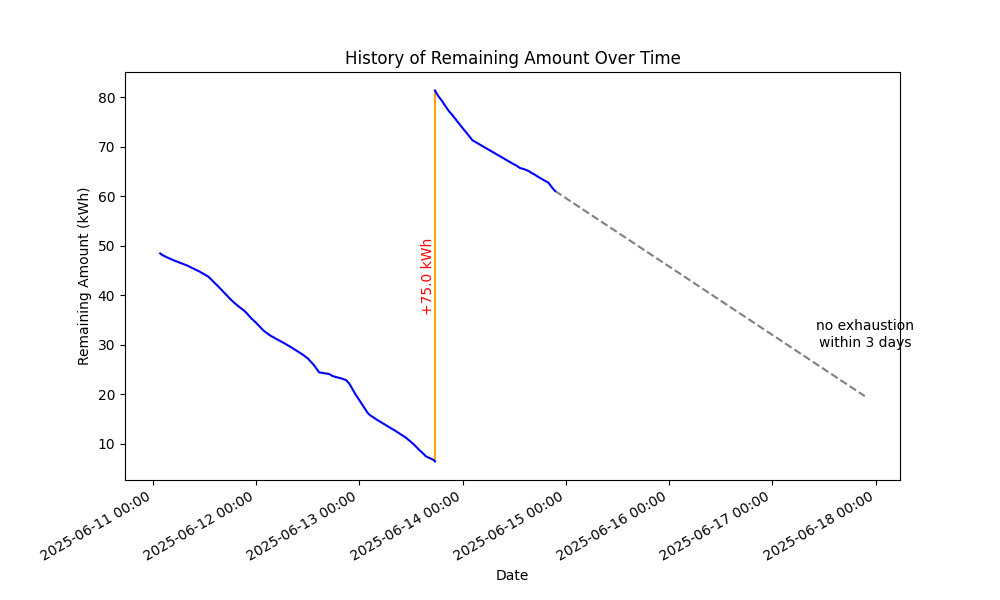 History of Remaining Amount Over Time
Remaining Amount (kWh)
80
70
60
50
40
30
20
10
+75.0 kWh
no exhaustion
within 3 days
2025-06-11 00:00
2025-06-12 00:00
2025-06-13 00:00
2025-06-14 00:00
2025-06-15 00:00
2025-06-16 00:00
2025-06-17 00:00
2025-06-18 00:00
Date